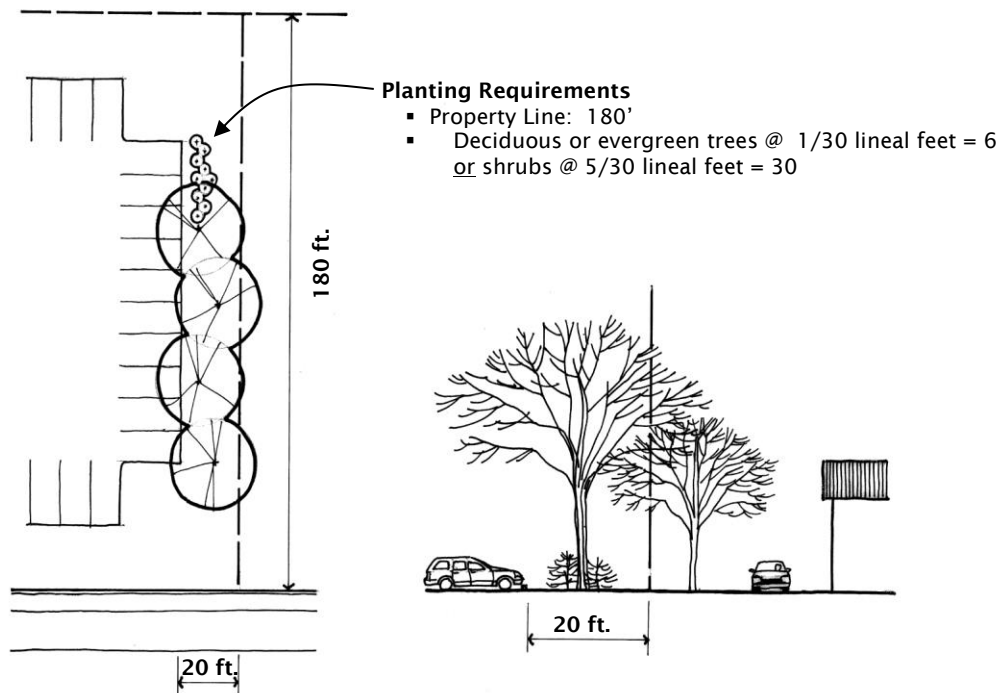 Planting Requirements
▪ Property Line: 180’
▪ Deciduous or evergreen trees @ 1/30 lineal feet = 6
or shrubs @ 5/30 lineal feet = 30
180 ft.
20 ft.
20 ft.